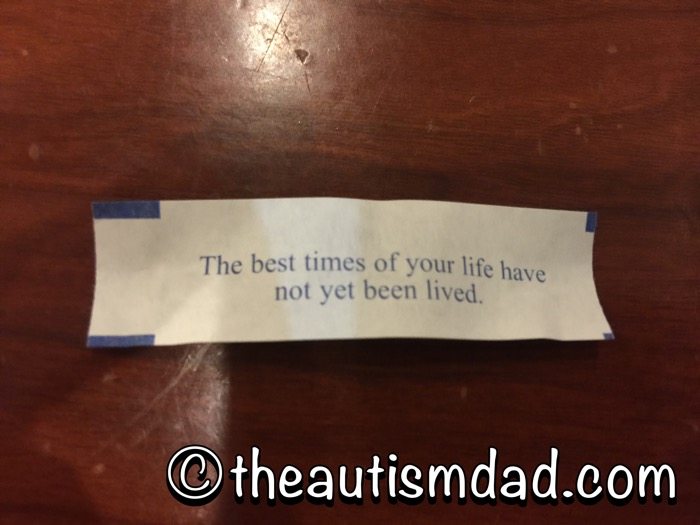 The best times of your life have
not yet been lived.
©theautismdad.com